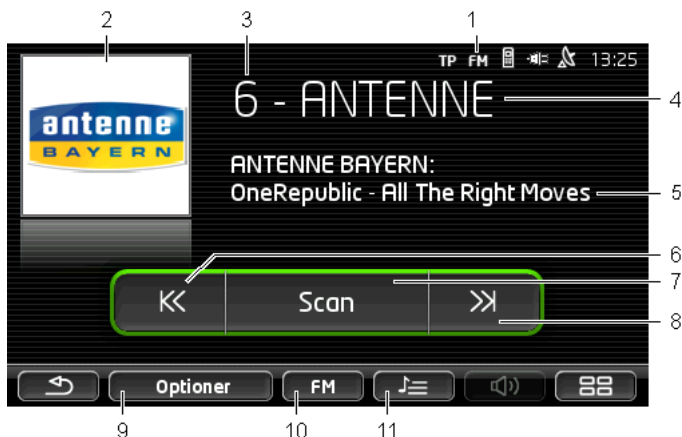 1
2
3
TP FM 13:25
6 - ANTENNE
4
antenne
BAYERN
ANTENNE BAYERN:
OneRepublic - All The Right Moves
5
6
7
Scan
8
Optioner
FM
9
10
11